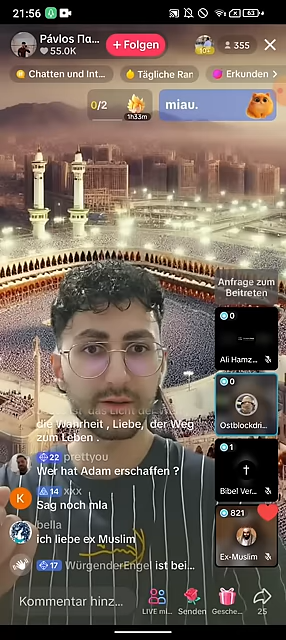 21:56
63
Pávlos Πα...
55.0K
+ Folgen
10+
355
Chatten und Int...
Tägliche Ran
Erkunden
0/2
1h33m
miau.
Anfrage zum
Beitreten
0
Ali Hamz...
0
Ostblockdri...
1
Bibel Ver...
821
Ex-Muslim
die Wahrheit , Liebe, der Weg
zum Leben .
22 prettyou
Wer hat Adam erschaffen ?
K
14 xxx
Sag noch mla
bella
ich liebe ex Muslim
17 WürgenderEngel ist bei...
Kommentar hinz...
LIVE mi...
Senden
Gesche...
25